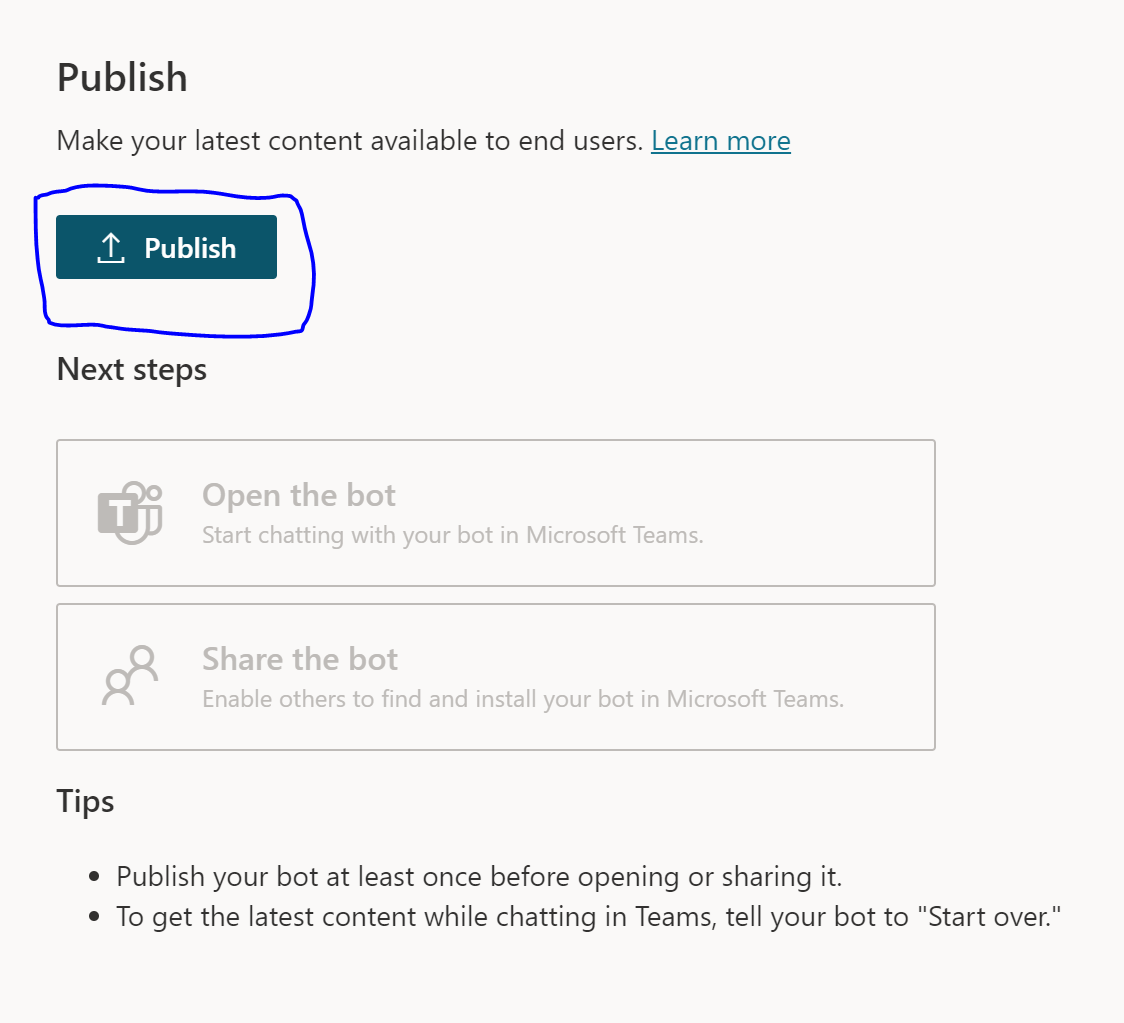 Publish
Make your latest content available to end users. Learn more
Publish
Next steps
T
Open the bot
Start chatting with your bot in Microsoft Teams.
Share the bot
Enable others to find and install your bot in Microsoft Teams.
Tips
Publish your bot at least once before opening or sharing it.
To get the latest content while chatting in Teams, tell your bot to "Start over."